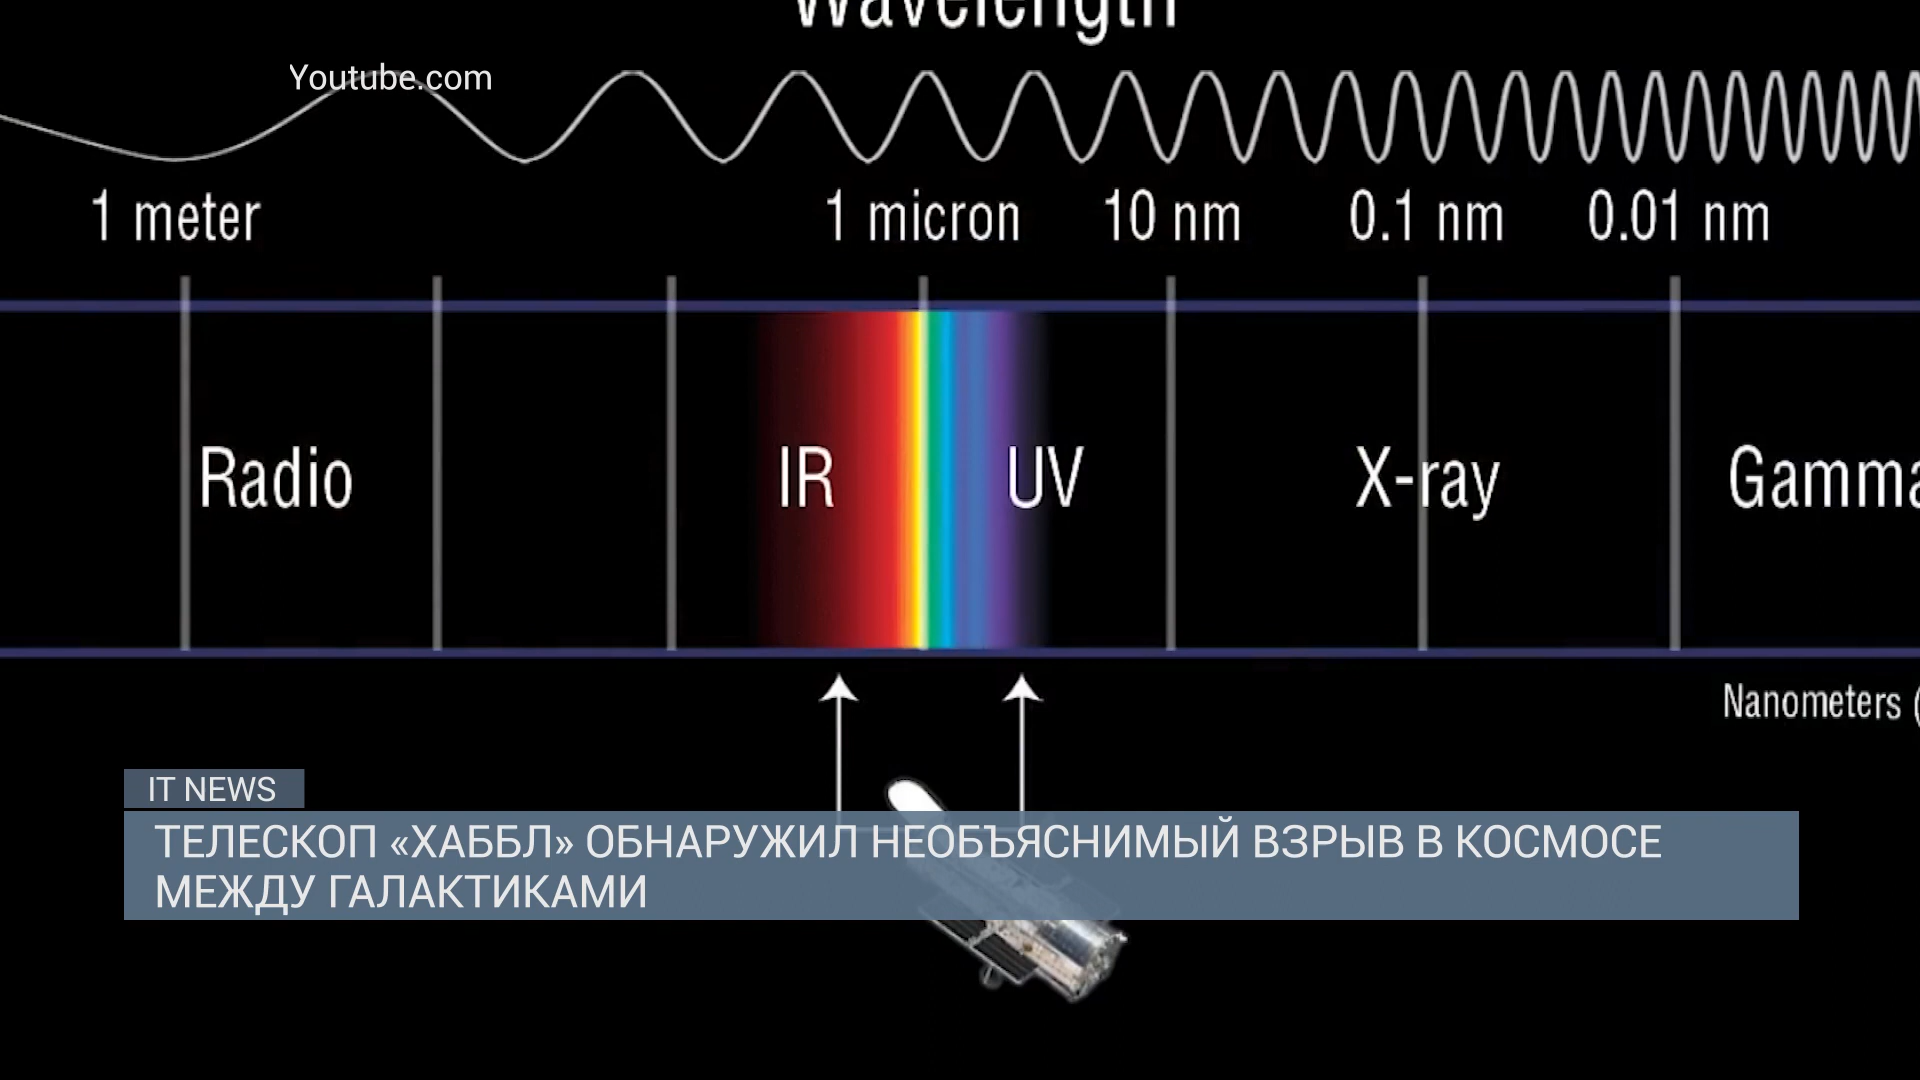 Wavelength
Youtube.com
1 meter 1 micron 10 nm 0.1 nm 0.01 nm
Radio IR UV X-ray Gamma
Nanometers (
IT NEWS
ТЕЛЕСКОП «ХАББЛ» ОБНАРУЖИЛ НЕОБЪЯСНИМЫЙ ВЗРЫВ В КОСМОСЕ
МЕЖДУ ГАЛАКТИКАМИ